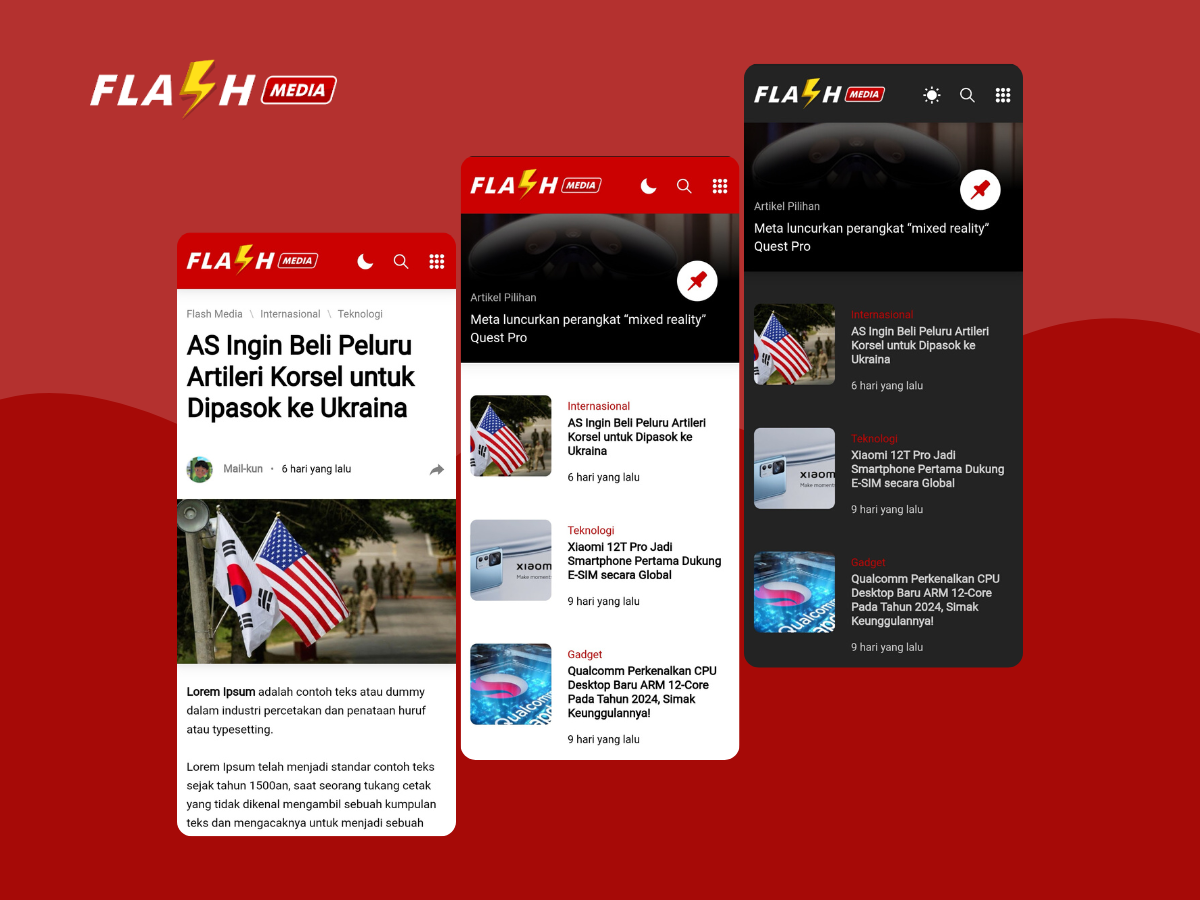 FLASH MEDIA
FLASH MEDIA
Flash Media \ Internasional \ Teknologi
AS Ingin Beli Peluru
Artileri Korsel untuk
Dipasok ke Ukraina
Mail-kun • 6 hari yang lalu
Lorem Ipsum adalah contoh teks atau dummy
dalam industri percetakan dan penataan huruf
atau typesetting.
Lorem Ipsum telah menjadi standar contoh teks
sejak tahun 1500an, saat seorang tukang cetak
yang tidak dikenal mengambil sebuah kumpulan
teks dan mengacaknya untuk menjadi sebuah
FLASH MEDIA
Artikel Pilihan
Meta luncurkan perangkat “mixed reality”
Quest Pro
Internasional
AS Ingin Beli Peluru Artileri
Korsel untuk Dipasok ke
Ukraina
6 hari yang lalu
XIAOM
Make moment
Teknologi
Xiaomi 12T Pro Jadi
Smartphone Pertama Dukung
E-SIM secara Global
9 hari yang lalu
Qualcom
Gadget
Qualcomm Perkenalkan CPU
Desktop Baru ARM 12-Core
Pada Tahun 2024, Simak
Keunggulannya!
9 hari yang lalu
FLASH MEDIA
Artikel Pilihan
Meta luncurkan perangkat “mixed reality”
Quest Pro
Internasional
AS Ingin Beli Peluru Artileri
Korsel untuk Dipasok ke
Ukraina
6 hari yang lalu
XIAOM
Make moment
Teknologi
Xiaomi 12T Pro Jadi
Smartphone Pertama Dukung
E-SIM secara Global
9 hari yang lalu
Qualcom
Gadget
Qualcomm Perkenalkan CPU
Desktop Baru ARM 12-Core
Pada Tahun 2024, Simak
Keunggulannya!
9 hari yang lalu